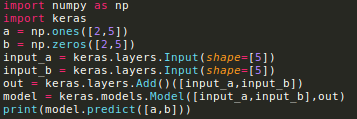 import numpy as np
import keras
a = np.ones([2,5])
b = np.zeros([2,5])
input_a = keras.layers.Input(shape=[5])
input_b = keras.layers.Input(shape=[5])
out = keras.layers.Add()([input_a,input_b])
model = keras.models.Model([input_a,input_b],out)
print(model.predict([a,b]))